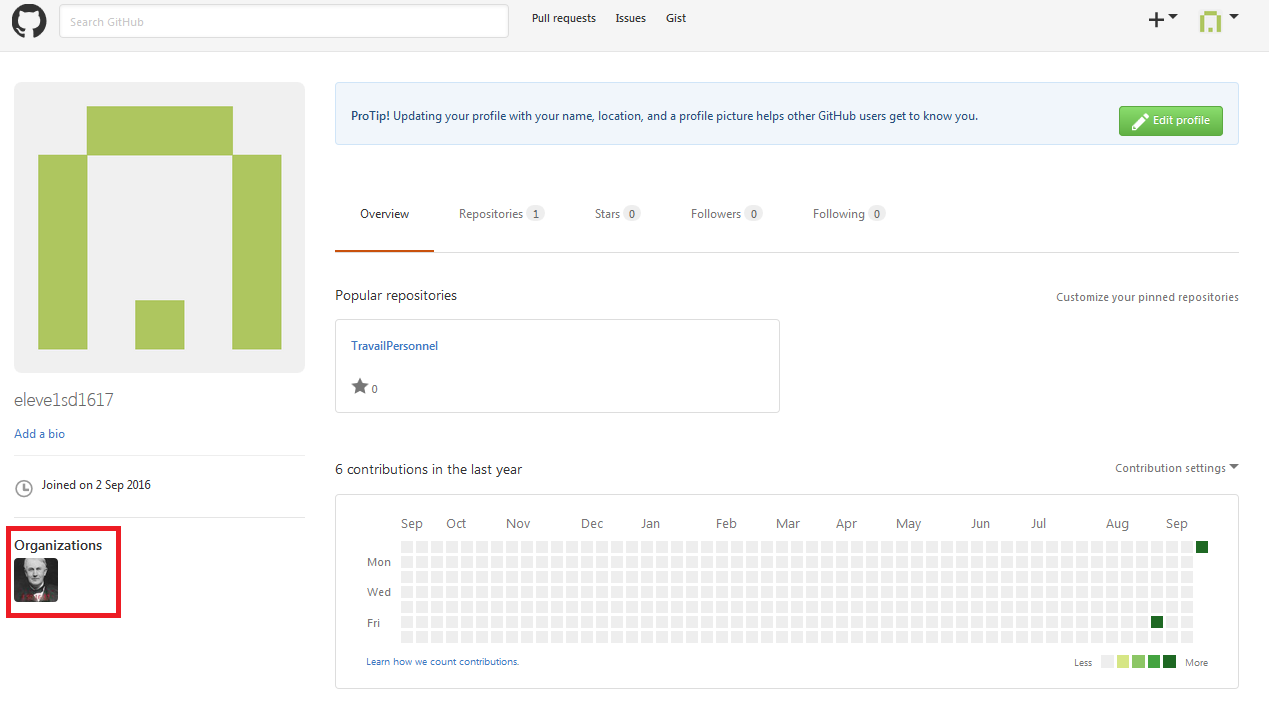 Search GitHub
Pull requests Issues Gist
ProTip! Updating your profile with your name, location, and a profile picture helps other GitHub users get to know you.
Edit profile
Overview Repositories 1 Stars 0 Followers 0 Following 0
Popular repositories
Customize your pinned repositories
TravailPersonnel
0
eleve1sd1617
Add a bio
Joined on 2 Sep 2016
Organizations
6 contributions in the last year
Contribution settings
Sep Oct Nov Dec Jan Feb Mar Apr May Jun Jul Aug Sep
Mon
Wed
Fri
Learn how we count contributions.
Less More